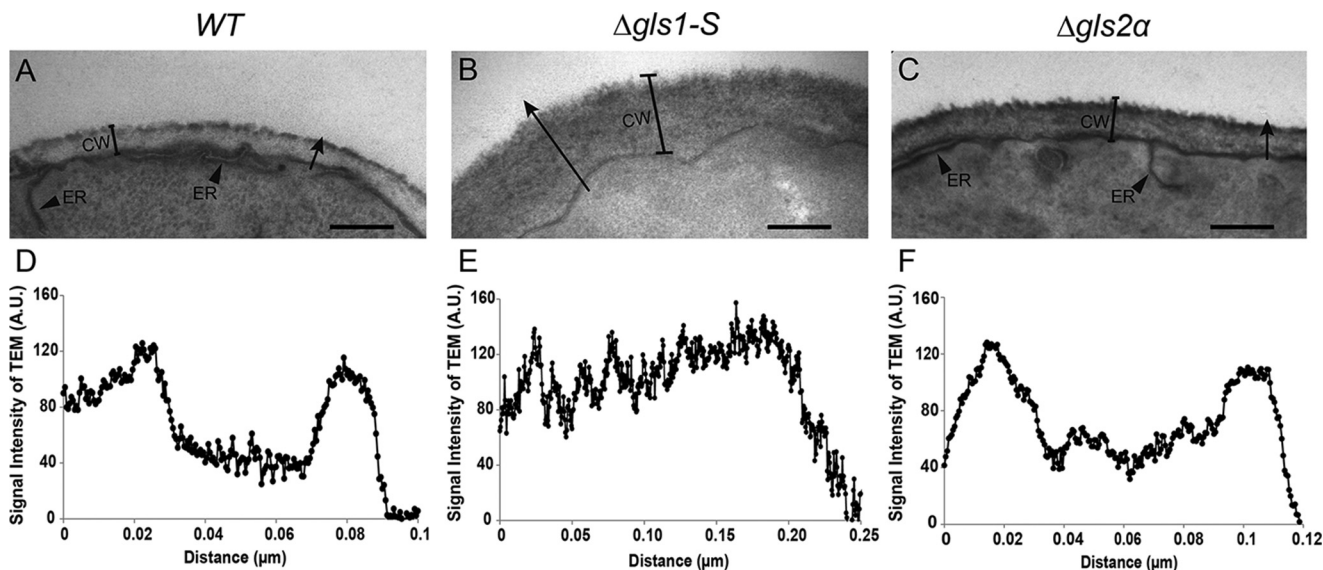 WT
Δgls1-S
Δgls2α
A
CW
ER
ER
B
CW
C
CW
ER
ER
D
Signal Intensity of TEM (A.U.)
160
120
80
40
0
0
0.02
0.04
0.06
0.08
0.1
Distance (μm)
E
Signal Intensity of TEM (A.U.)
160
120
80
40
0
0
0.05
0.10
0.15
0.20
0.25
Distance (μm)
F
Signal Intensity of TEM (A.U.)
160
120
80
40
0
0
0.02
0.04
0.06
0.08
0.1
0.12
Distance (μm)